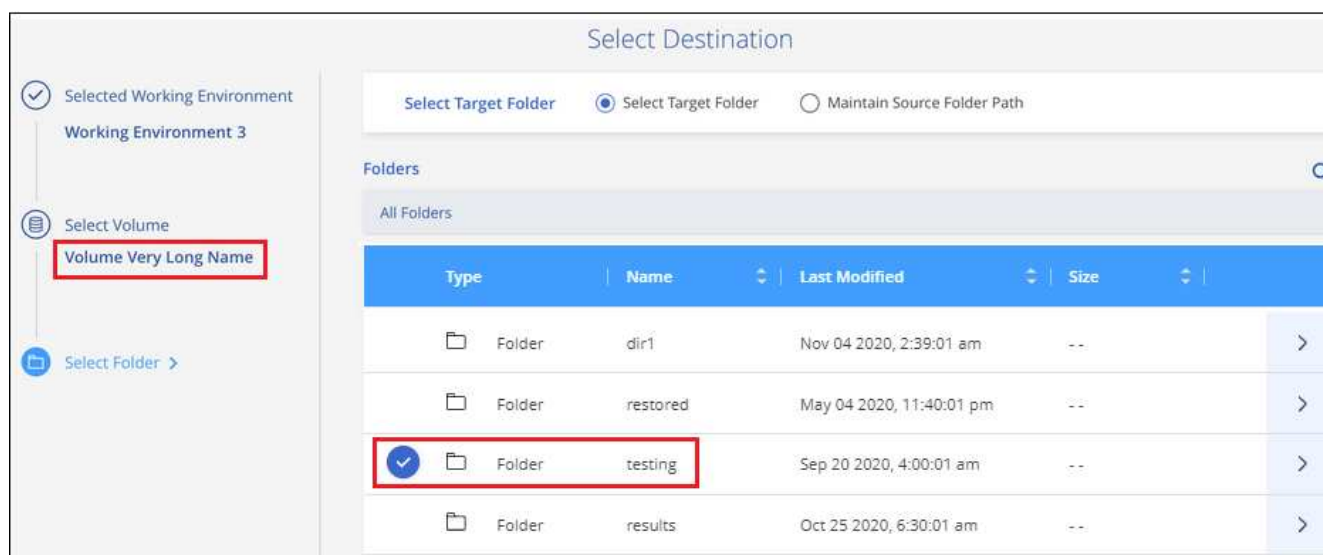 Select Destination
Selected Working Environment
Working Environment 3
Select Volume
Volume Very Long Name
Select Folder >
Select Target Folder Select Target Folder Maintain Source Folder Path
Folders
All Folders
Type Name Last Modified Size
Folder dir1 Nov 04 2020, 2:39:01 am --
Folder restored May 04 2020, 11:40:01 pm --
Folder testing Sep 20 2020, 4:00:01 am --
Folder results Oct 25 2020, 6:30:01 am --